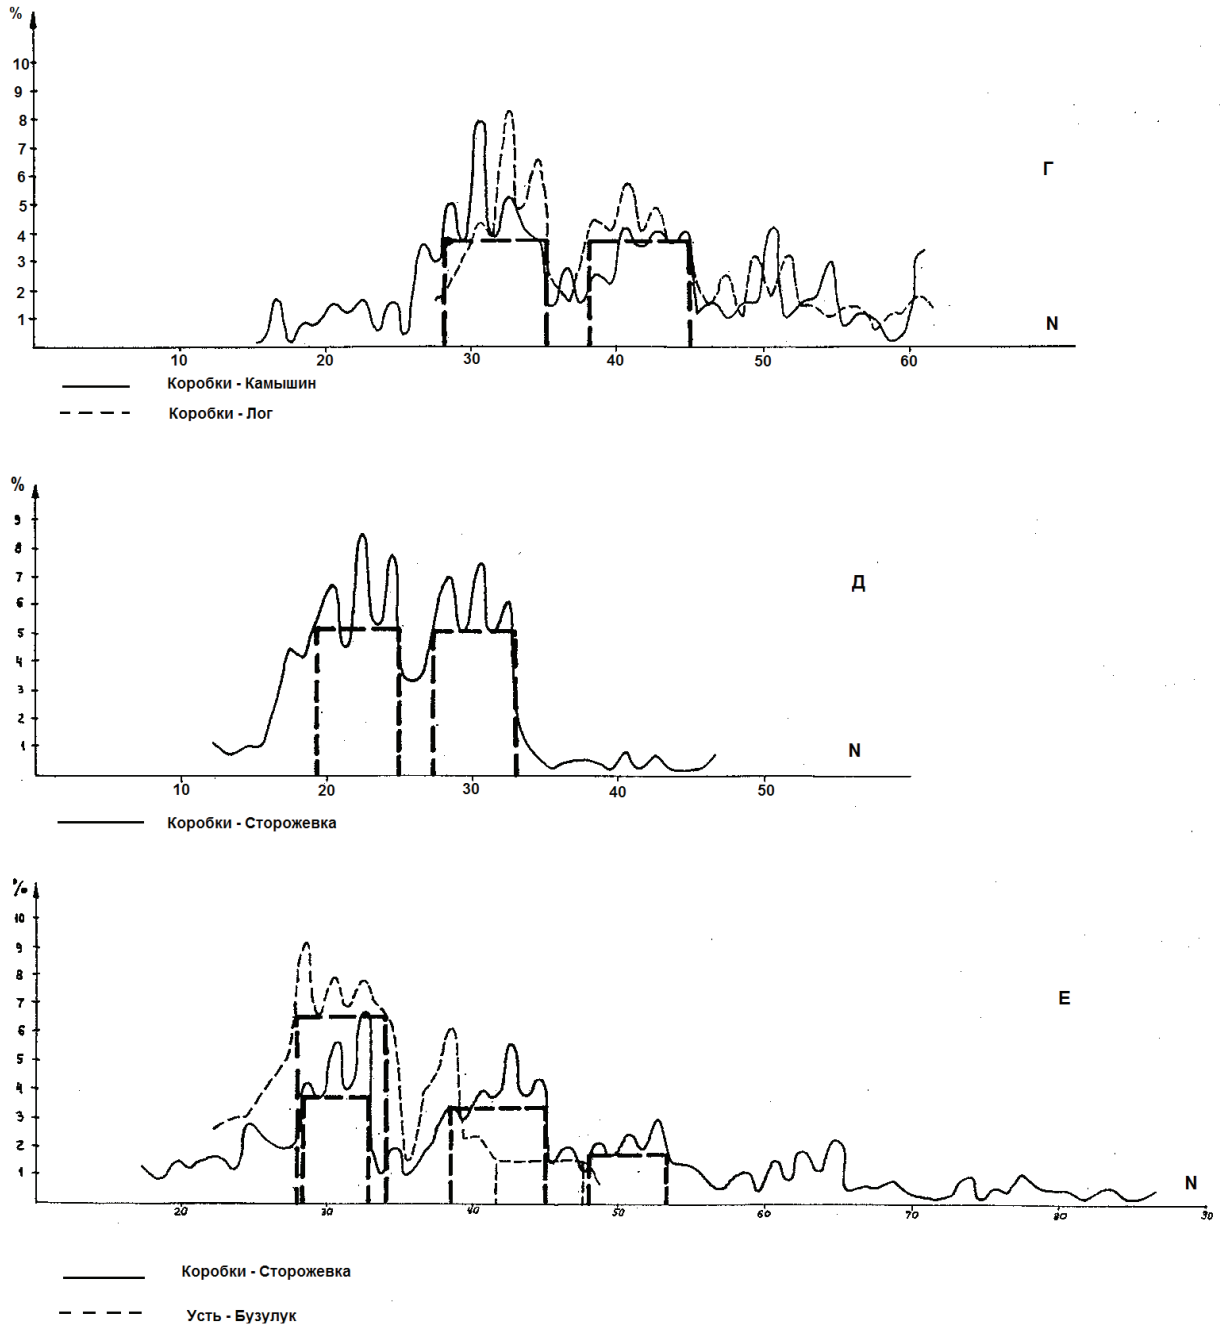 %
10
9
8
7
6
5
4
3
2
1
Г
N
10 20 30 40 50 60
Коробки - Камышин
Коробки - Лог
%
9
8
7
6
5
4
3
2
1
Д
N
10 20 30 40 50
Коробки - Сторожевка
%
10
9
8
7
6
5
4
3
2
1
Е
N
20 30 40 50 60 70 80 90
Коробки - Сторожевка
Усть - Бузулук